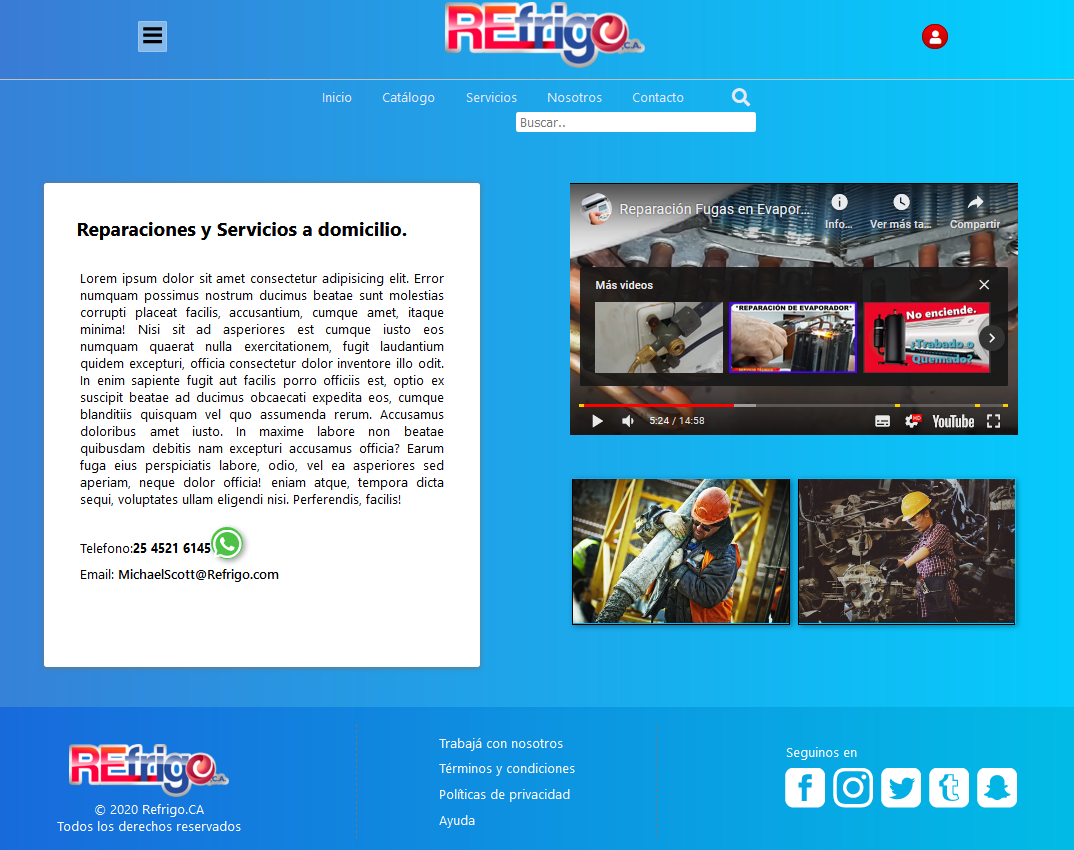 REfrigo C.A.
Inicio Catálogo Servicios Nosotros Contacto
Buscar..
Reparaciones y Servicios a domicilio.
Lorem ipsum dolor sit amet consectetur adipisicing elit. Error
numquam possimus nostrum ducimus beatae sunt molestias
corrupti placeat facilis, accusantium, cumque amet, itaque
minima! Nisi sit ad asperiores est cumque iusto eos
numquam quaerat nulla exercitationem, fugit laudantium
quidem excepturi, officia consectetur dolor inventore illo odit.
In enim sapiente fugit aut facilis porro officiis est, optio ex
suscipit beatae ad ducimus obcaecati expedita eos, cumque
blanditiis quisquam vel quo assumenda rerum. Accusamus
doloribus amet iusto. In maxime labore non beatae
quibusdam debitis nam excepturi accusamus officia? Earum
fuga eius perspiciatis labore, odio, vel ea asperiores sed
aperiam, neque dolor officia! eniam atque, tempora dicta
sequi, voluptates ullam eligendi nisi. Perferendis, facilis!
Telefono:25 4521 6145
Email: MichaelScott@Refrigo.com
Reparación Fugas en Evapor...
Info... Ver más ta... Compartir
Más videos
*REPARACIÓN DE EVAPORADOR*
SERVICIO TÉCNICO
No enciende.
¿Trabado o
Quemado?
5:24 / 14:58
HD
YouTube
REfrigo C.A.
© 2020 Refrigo.CA
Todos los derechos reservados
Trabajá con nosotros
Términos y condiciones
Políticas de privacidad
Ayuda
Seguinos en